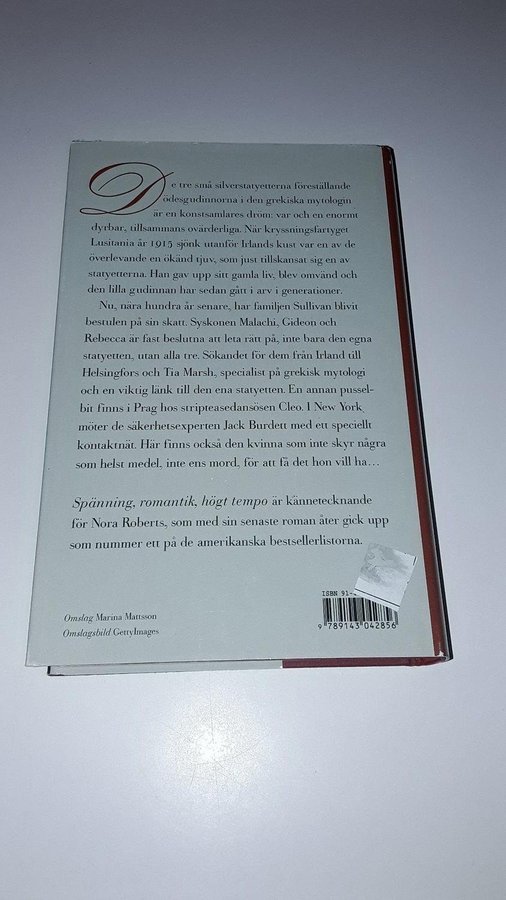 De tre små silverstatyetterna föreställande
ödesgudinnorna i den grekiska mytologin
är en konstsamlares dröm: var och en enormt
dyrbar, tillsammans ovärderliga. När kryssningsfartyget
Lusitania år 1915 sjönk utanför Irlands kust var en av de
överlevande en ökänd tjuv, som just tillskansat sig en av
statyetterna. Han gav upp sitt gamla liv, blev omvänd och
den lilla gudinnan har sedan gått i arv i generationer.
Nu, nära hundra år senare, har familjen Sullivan blivit
bestulen på sin skatt. Syskonen Malachi, Gideon och
Rebecca är fast beslutna att leta rätt på, inte bara den egna
statyetten, utan alla tre. Sökandet för dem från Irland till
Helsingfors och Tia Marsh, specialist på grekisk mytologi
och en viktig länk till den ena statyetten. En annan pussel-
bit finns i Prag hos stripteasedansösen Cleo. I New York
möter de säkerhetsexperten Jack Burdett med ett speciellt
kontaktnät. Här finns också den kvinna som inte skyr några
som helst medel, inte ens mord, för att få det hon vill ha...
Spänning, romantik, högt tempo är kännetecknande
för Nora Roberts, som med sin senaste roman åter gick upp
som nummer ett på de amerikanska bestsellerlistorna.
Omslag Marina Mattsson
Omslagsbild GettyImages
ISBN 91-
9 789143 042856